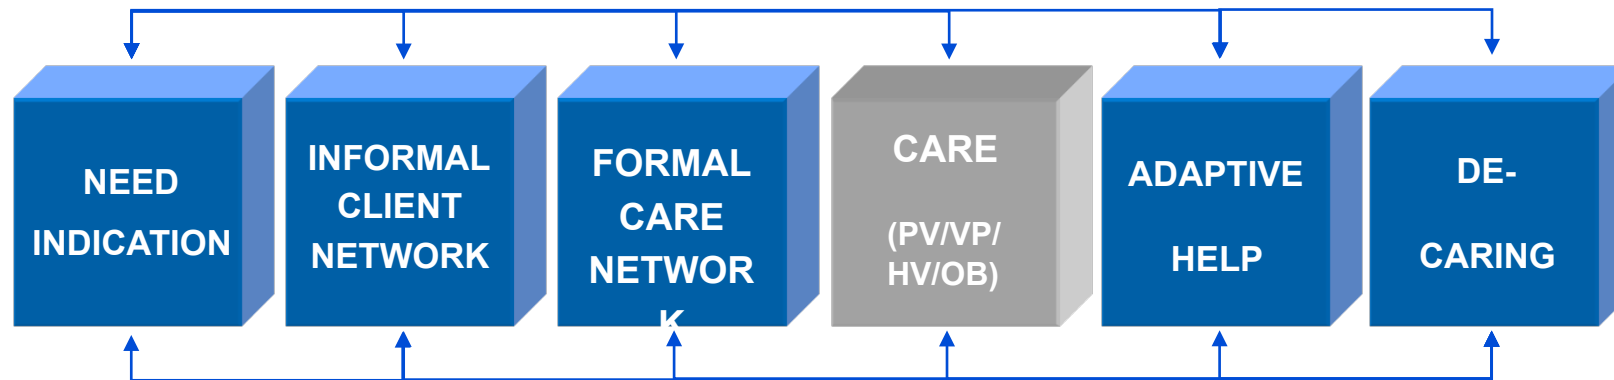 NEED
INDICATION
INFORMAL
CLIENT
NETWORK
FORMAL
CARE
NETWOR
K
CARE
(PV/VP/
HV/OB)
ADAPTIVE
HELP
DE-
CARING